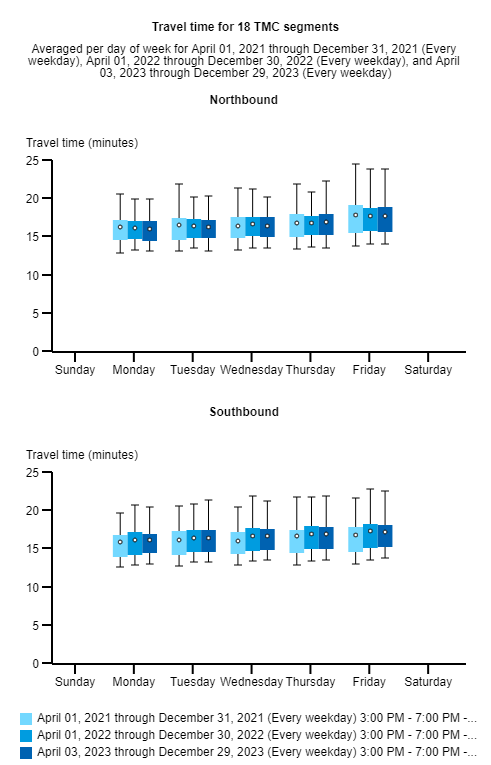 Travel time for 18 TMC segments
Averaged per day of week for April 01, 2021 through December 31, 2021 (Every
weekday), April 01, 2022 through December 30, 2022 (Every weekday), and April
03, 2023 through December 29, 2023 (Every weekday)
Northbound
Travel time (minutes)
25
20
15
10
5
0
Sunday Monday Tuesday Wednesday Thursday Friday Saturday
Southbound
Travel time (minutes)
25
20
15
10
5
0
Sunday Monday Tuesday Wednesday Thursday Friday Saturday
April 01, 2021 through December 31, 2021 (Every weekday) 3:00 PM - 7:00 PM -...
April 01, 2022 through December 30, 2022 (Every weekday) 3:00 PM - 7:00 PM -...
April 03, 2023 through December 29, 2023 (Every weekday) 3:00 PM - 7:00 PM -...